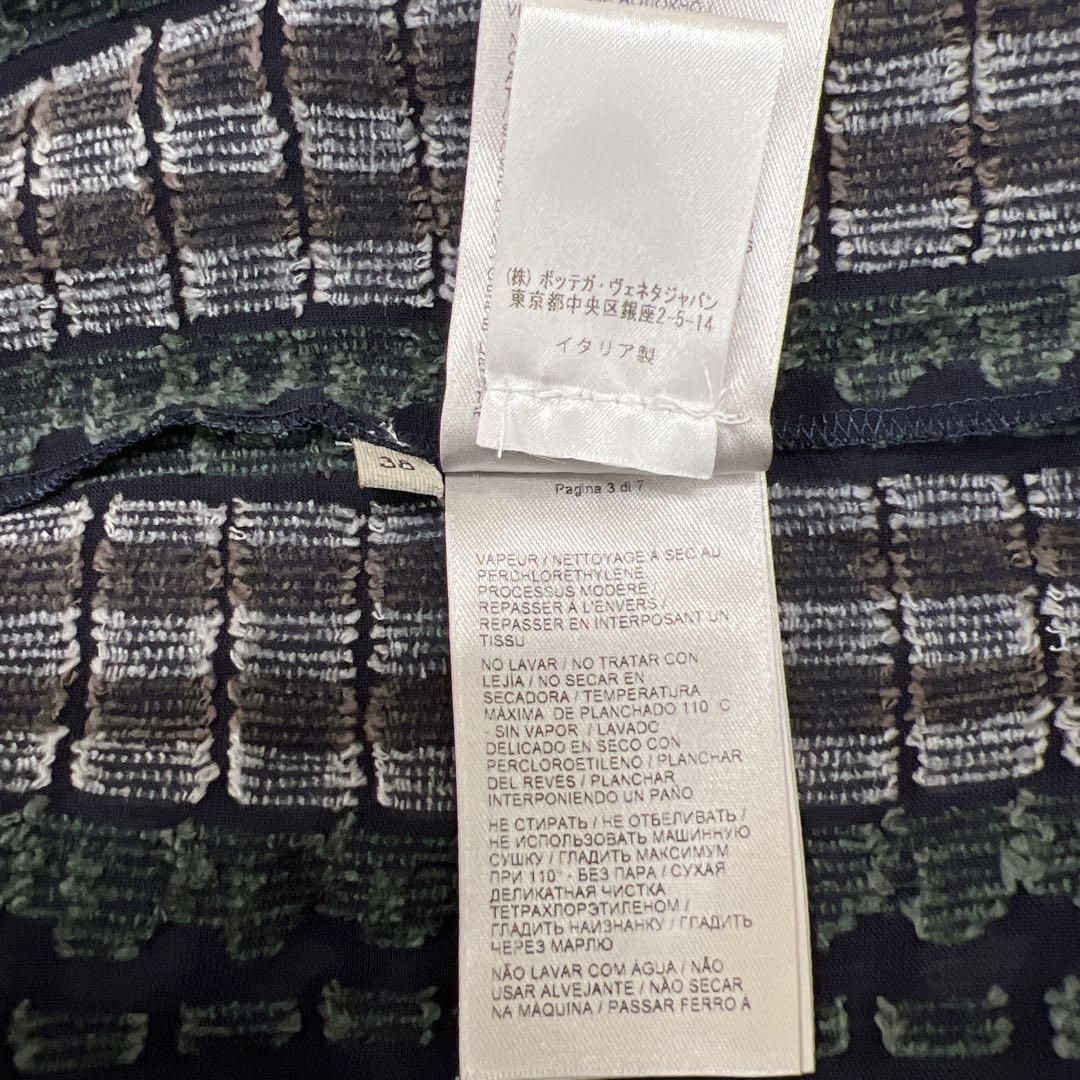 (株) ボッテガ・ヴェネタジャパン
東京都中央区銀座2-5-14
イタリア製
38
Pagina 3 di 7
VAPEUR / NETTOYAGE À SEC AU
PERCHLORÉTHYLÈNE
PROCESSUS MODÉRÉ /
REPASSER À L'ENVERS /
REPASSER EN INTERPOSANT UN
TISSU
NO LAVAR / NO TRATAR CON
LEJÍA / NO SECAR EN
SECADORA / TEMPERATURA
MÁXIMA DE PLANCHADO 110 C
- SIN VAPOR / LAVADO
DELICADO EN SECO CON
PERCLOROETILENO / PLANCHAR
DEL REVES / PLANCHAR
INTERPONIENDO UN PAÑO
НЕ СТИРАТЬ / НЕ ОТБЕЛИВАТЬ /
НЕ ИСПОЛЬЗОВАТЬ МАШИННУЮ
СУШКУ / ГЛАДИТЬ МАКСИМУМ
ПРИ 110° - БЕЗ ПАРА / СУХАЯ
ДЕЛИКАТНАЯ ЧИСТКА
ТЕТРАХЛОРЭТИЛЕНОМ /
ГЛАДИТЬ НАИЗНАНКУ / ГЛАДИТЬ
ЧЕРЕЗ МАРЛЮ
NÃO LAVAR COM ÁGUA / NÃO
USAR ALVEJANTE / NÃO SECAR
NA MÁQUINA / PASSAR FERRO A